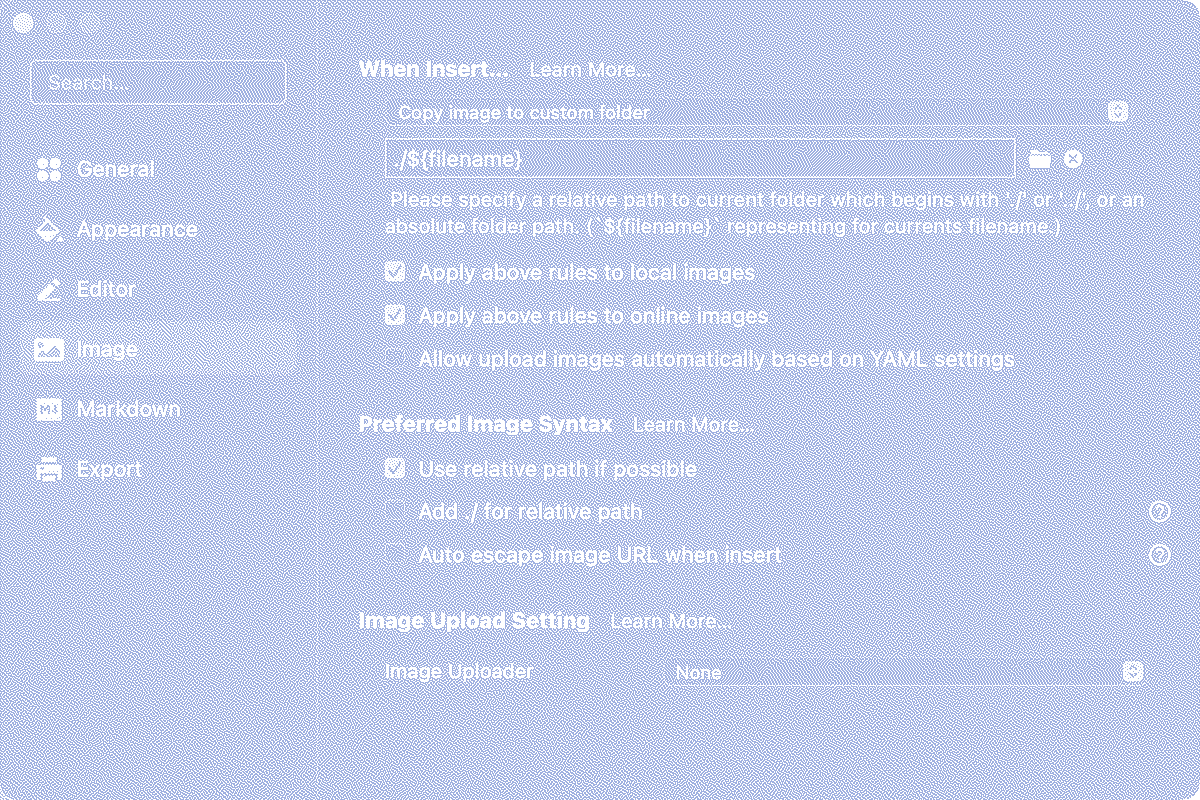 Search...
General
Appearance
Editor
Image
Markdown
Export
When Insert... Learn More...
Copy image to custom folder
./${filename}
Please specify a relative path to current folder which begins with './' or '../', or an
absolute folder path. (`${filename}` representing for currents filename.)
Apply above rules to local images
Apply above rules to online images
Allow upload images automatically based on YAML settings
Preferred Image Syntax Learn More...
Use relative path if possible
Add ./ for relative path
Auto escape image URL when insert
Image Upload Setting Learn More...
Image Uploader None